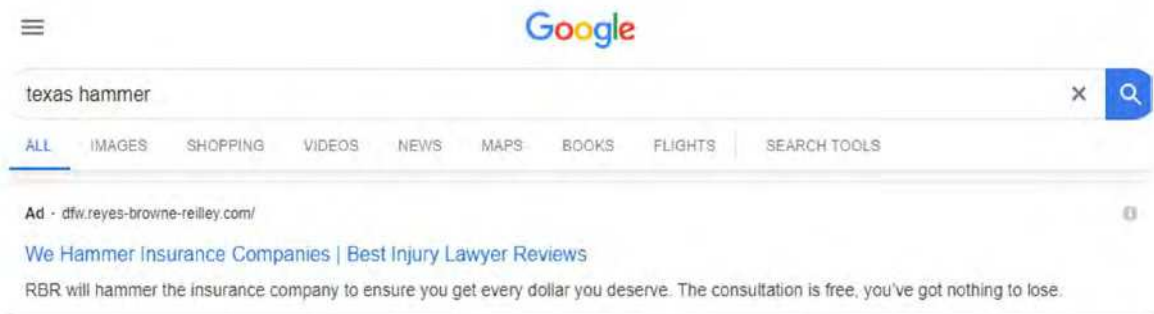 Google
texas hammer
ALL IMAGES SHOPPING VIDEOS NEWS MAPS BOOKS FLIGHTS SEARCH TOOLS
Ad · dfw.reyes-browne-reilley.com/
We Hammer Insurance Companies | Best Injury Lawyer Reviews
RBR will hammer the insurance company to ensure you get every dollar you deserve. The consultation is free, you've got nothing to lose.